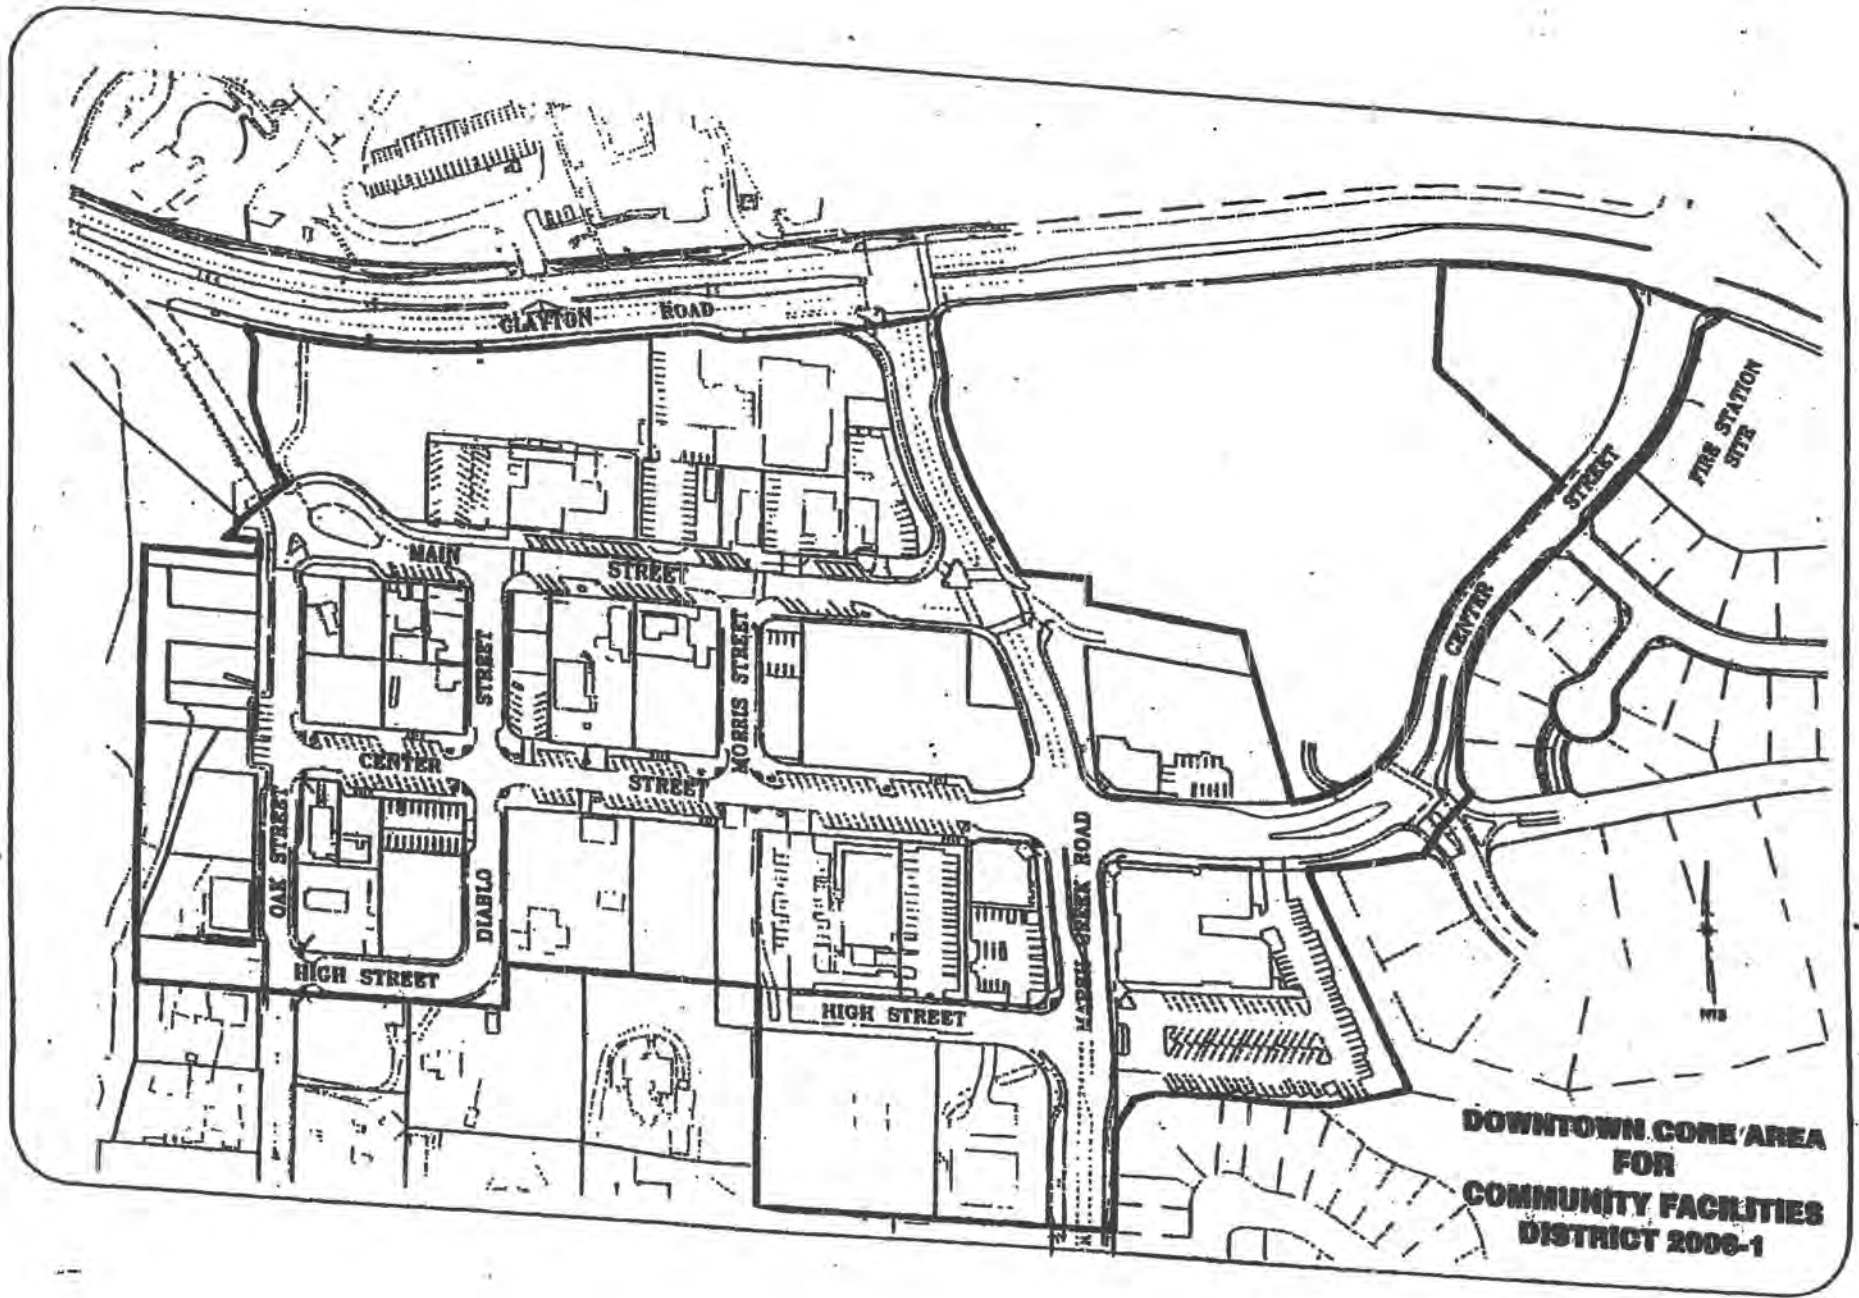 CLAYTON ROAD
FIRE STATION
SITE
STREET
CENTER
MAIN
STREET
STREET
MORRIS STREET
CENTER
STREET
OAK STREET
DIABLO
MARSH CREEK ROAD
HIGH STREET
HIGH STREET
NTS
DOWNTOWN CORE AREA
FOR
COMMUNITY FACILITIES
DISTRICT 2006-1